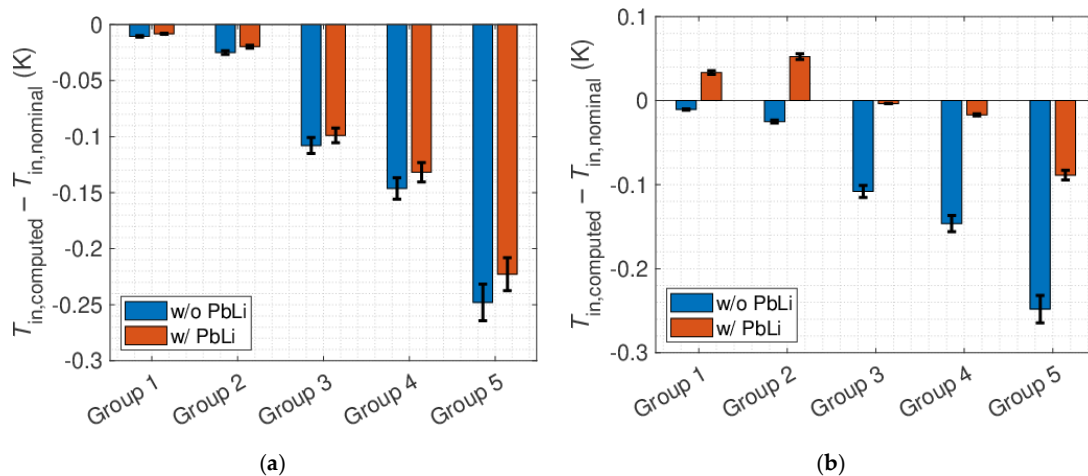 0
-0.05
-0.1
-0.15
-0.2
-0.25
-0.3
T_in,computed − T_in,nominal (K)
w/o PbLi
w/ PbLi
Group 1
Group 2
Group 3
Group 4
Group 5
(a)
0.1
0
-0.1
-0.2
-0.3
T_in,computed − T_in,nominal (K)
w/o PbLi
w/ PbLi
Group 1
Group 2
Group 3
Group 4
Group 5
(b)